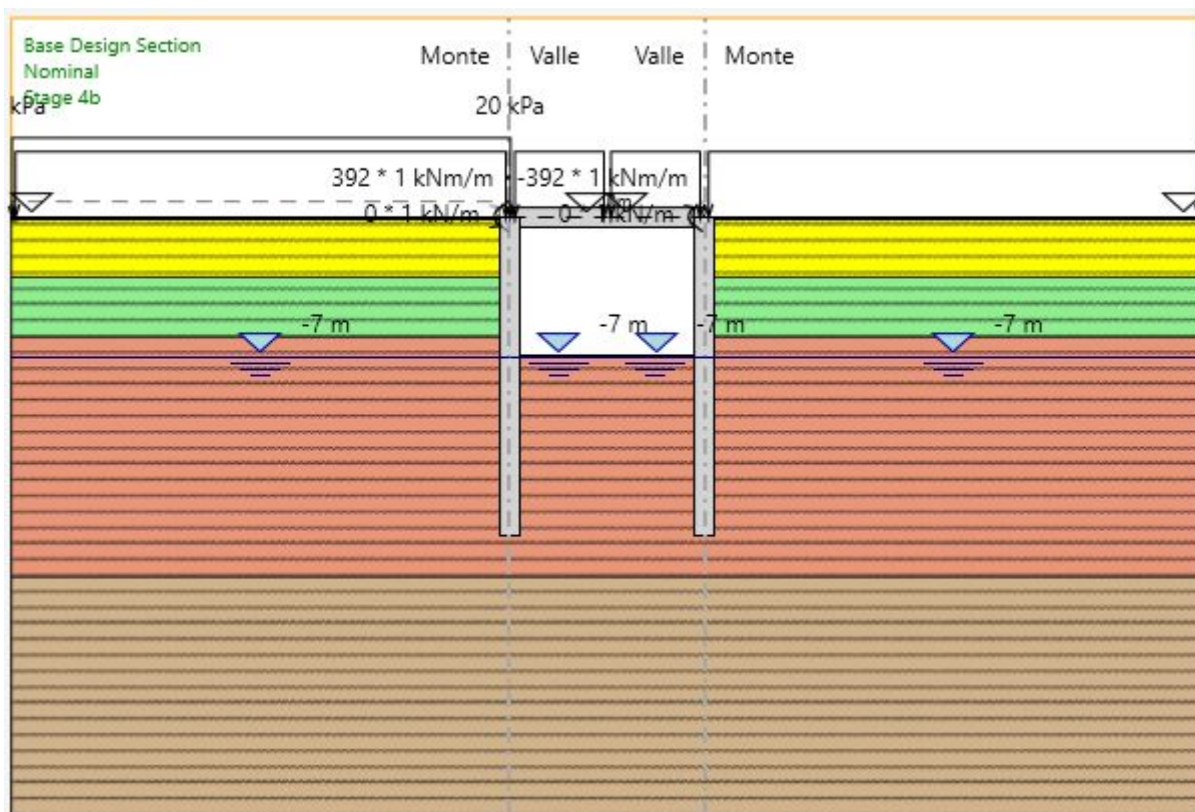 Base Design Section
Nominal
Stage 4b
Monte
Valle
Valle
Monte
kPa
20 kPa
392 * 1 kNm/m
-392 * 1 kNm/m
0 * 1 kN/m
-7 m
-7 m
-7 m
-7 m